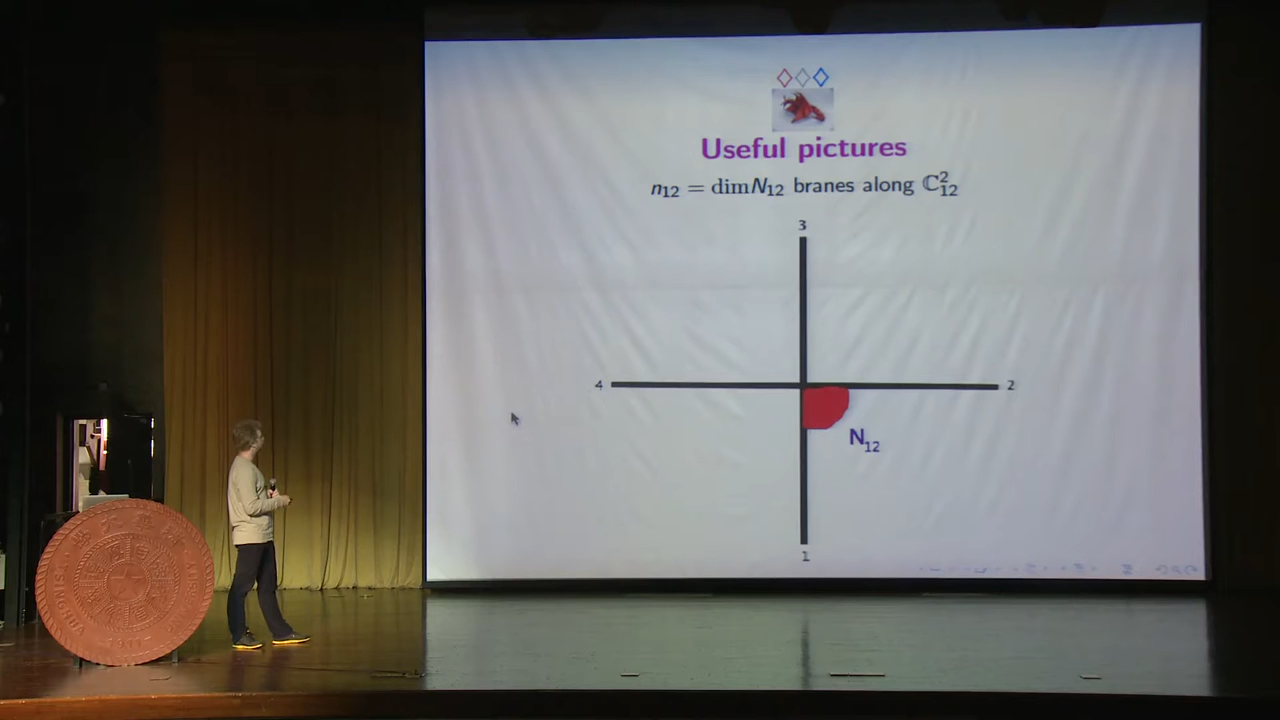 Useful pictures
n₁₂ = dimN₁₂ branes along ℂ²₁₂
3
4
2
N₁₂
1